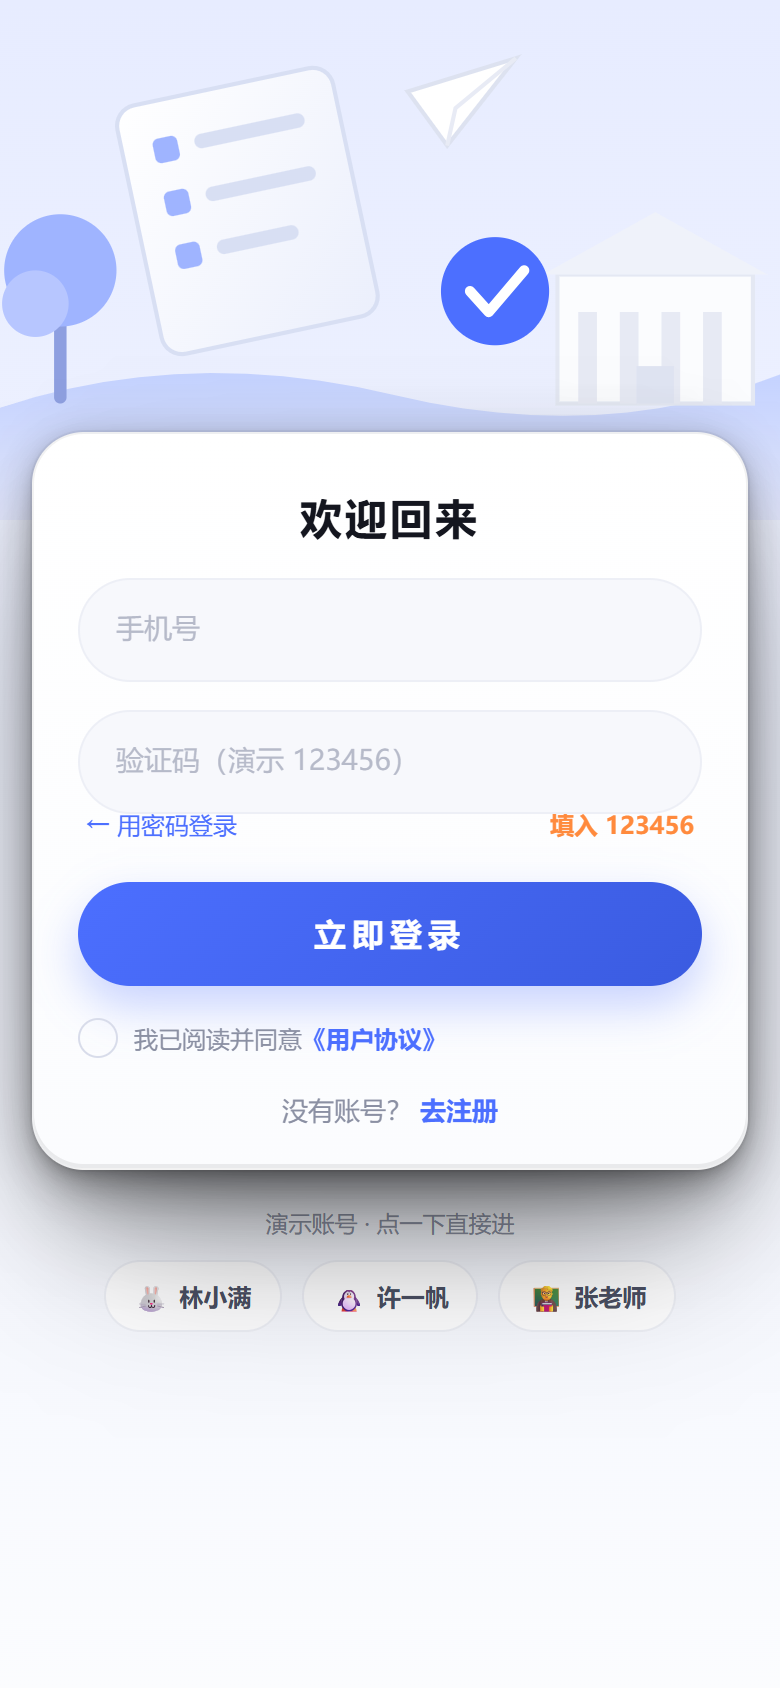 欢迎回来
手机号
验证码（演示 123456）
← 用密码登录 填入 123456
立即登录
我已阅读并同意《用户协议》
没有账号？ 去注册
演示账号 · 点一下直接进
林小满 许一帆 张老师